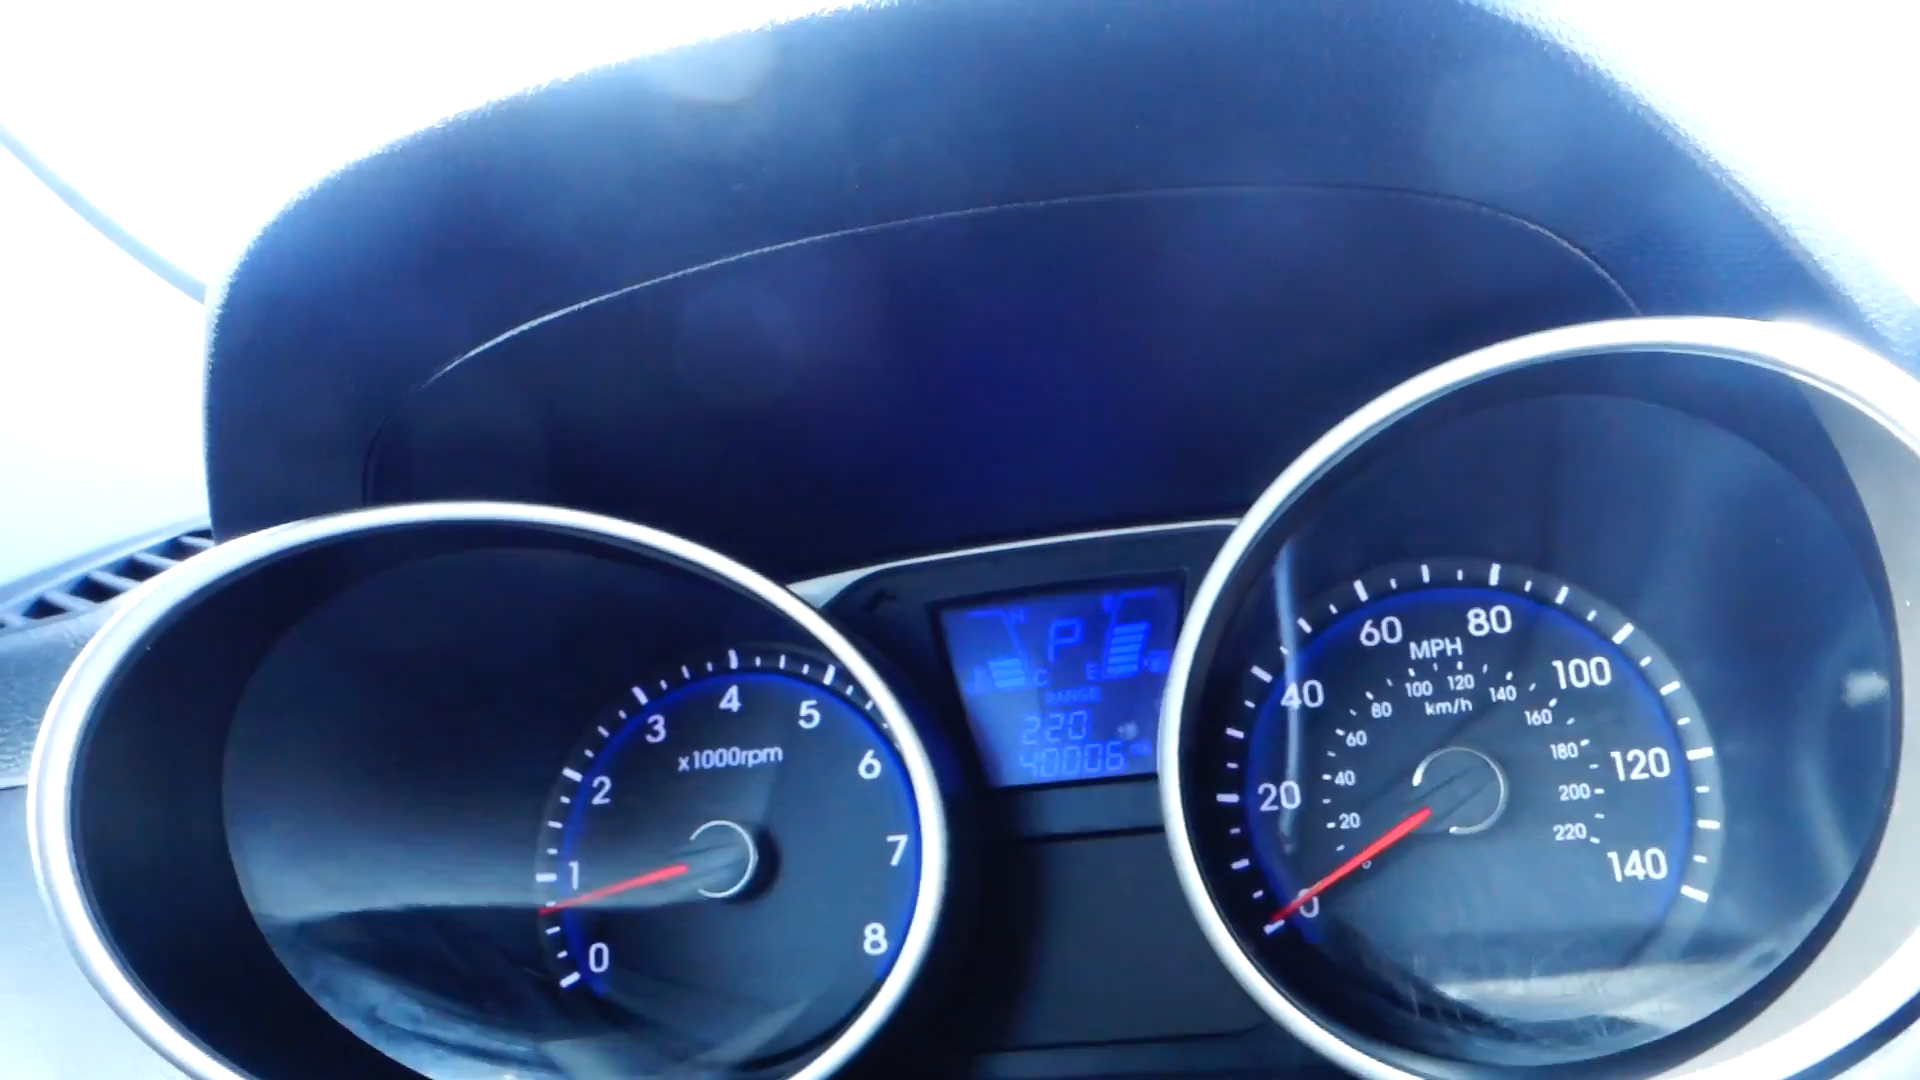 0 1 2 3 4 5 6 7 8
x1000rpm
H
C
P
E
RANGE
220
40006
0 20 40 60 80 100 120 140
MPH
0 20 40 60 80 100 120 140 160 180 200 220
km/h